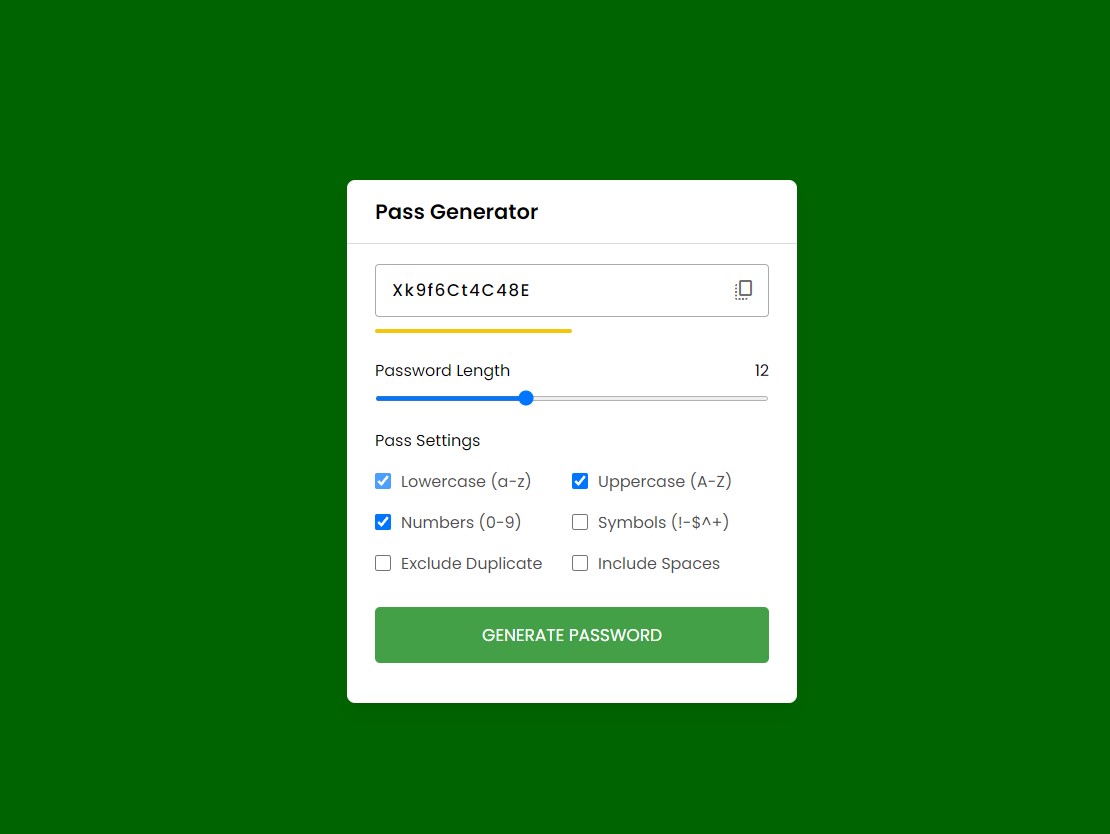 Pass Generator
Xk9f6Ct4C48E
Password Length 12
Pass Settings
Lowercase (a-z) Uppercase (A-Z)
Numbers (0-9) Symbols (!-$^+)
Exclude Duplicate Include Spaces
GENERATE PASSWORD